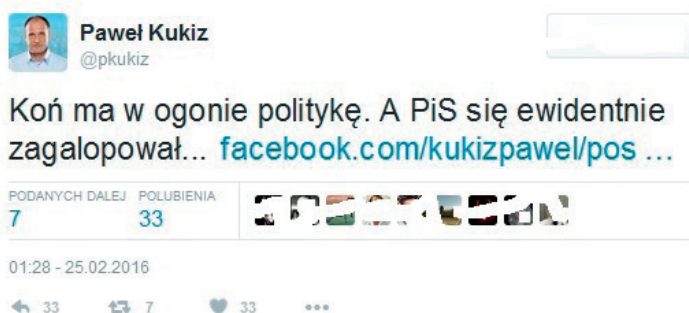 Paweł Kukiz
@pkukiz
Koń ma w ogonie politykę. A PiS się ewidentnie
zagalopował... facebook.com/kukizpawel/pos ...
PODANYCH DALEJ POLUBIENIA
7 33
01:28 - 25.02.2016
33 7 33